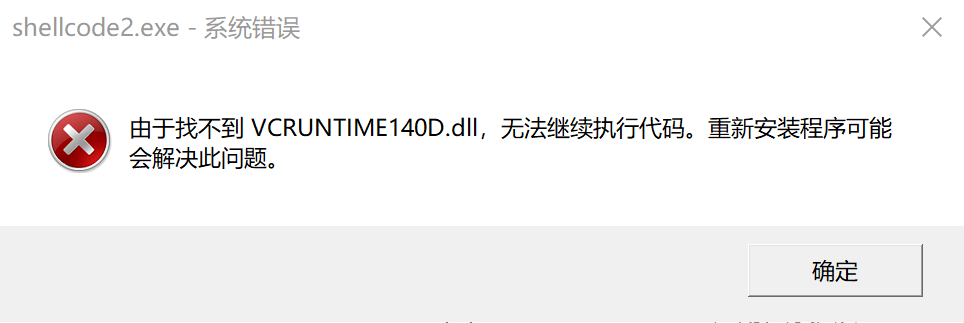 shellcode2.exe - 系统错误
由于找不到 VCRUNTIME140D.dll，无法继续执行代码。重新安装程序可能
会解决此问题。
确定